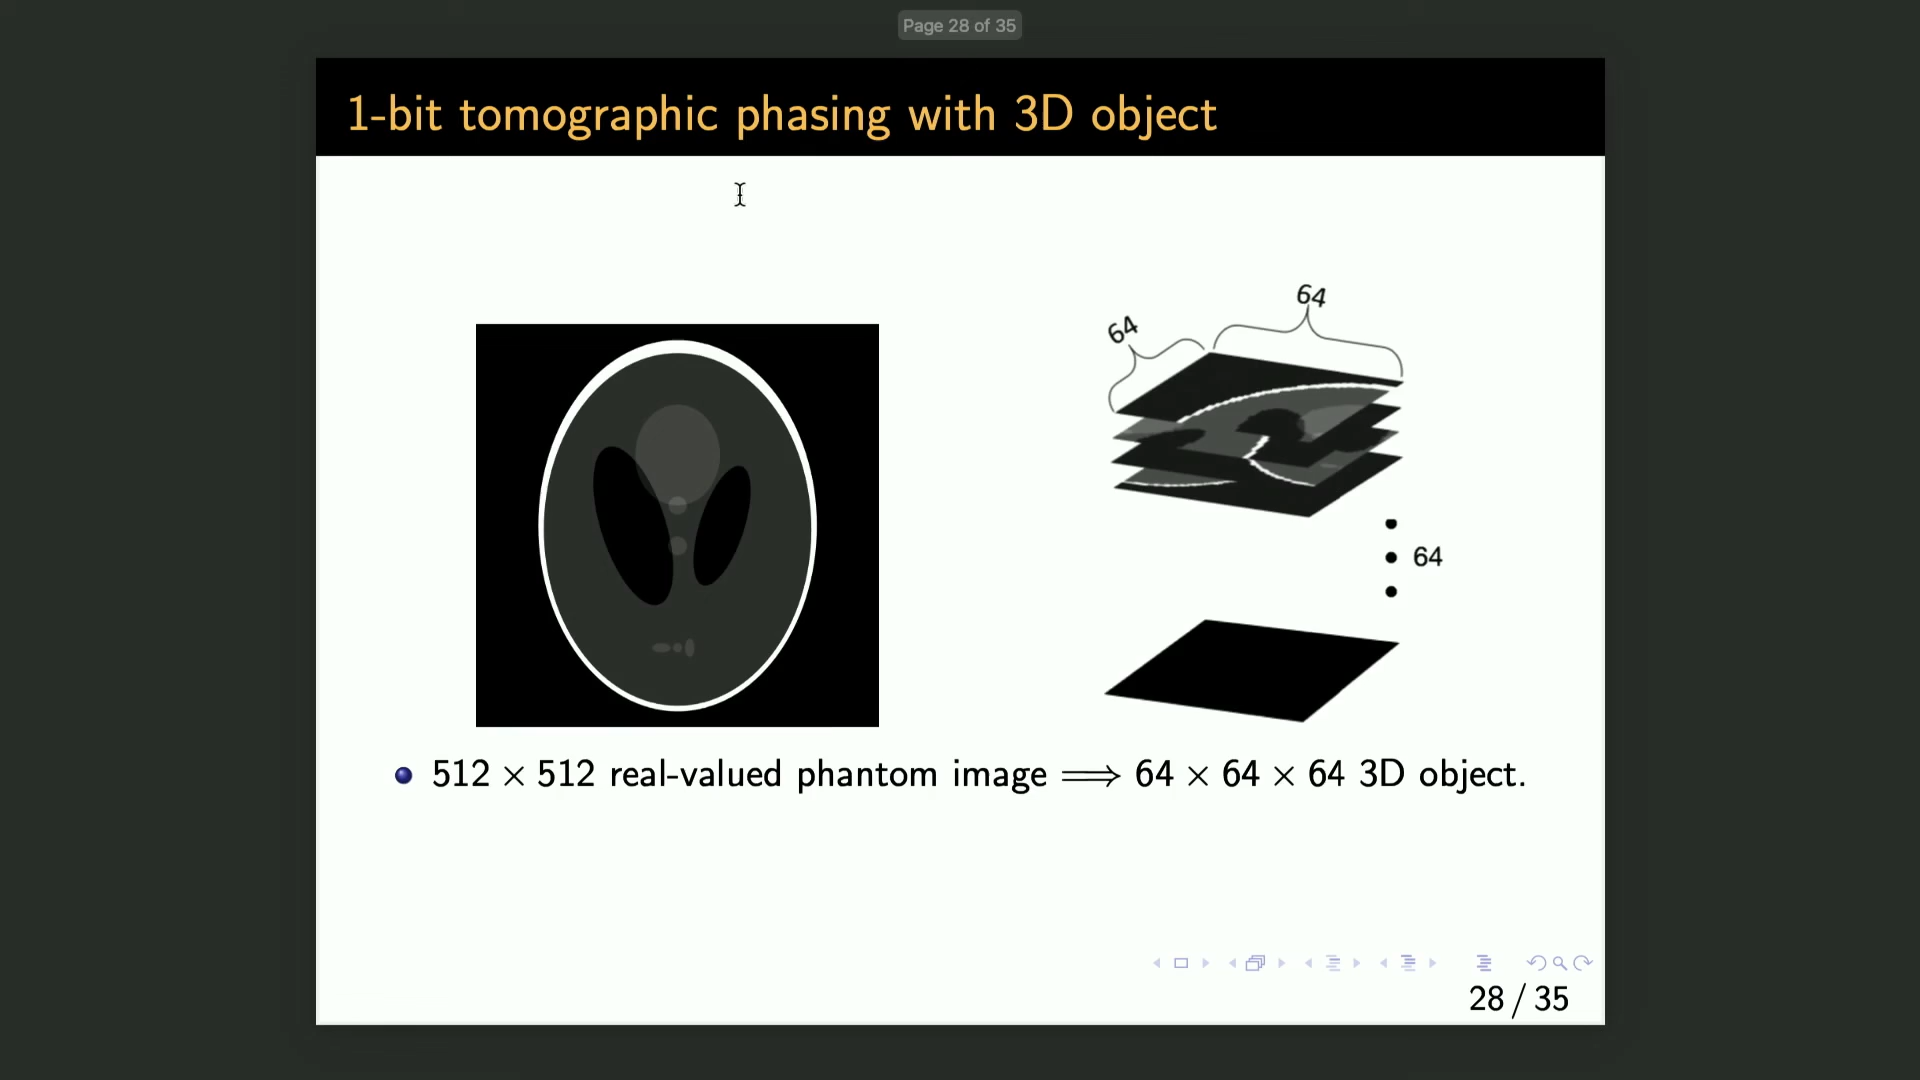 Page 28 of 35
1-bit tomographic phasing with 3D object
64
64
64
512 × 512 real-valued phantom image ⟹ 64 × 64 × 64 3D object.
28 / 35